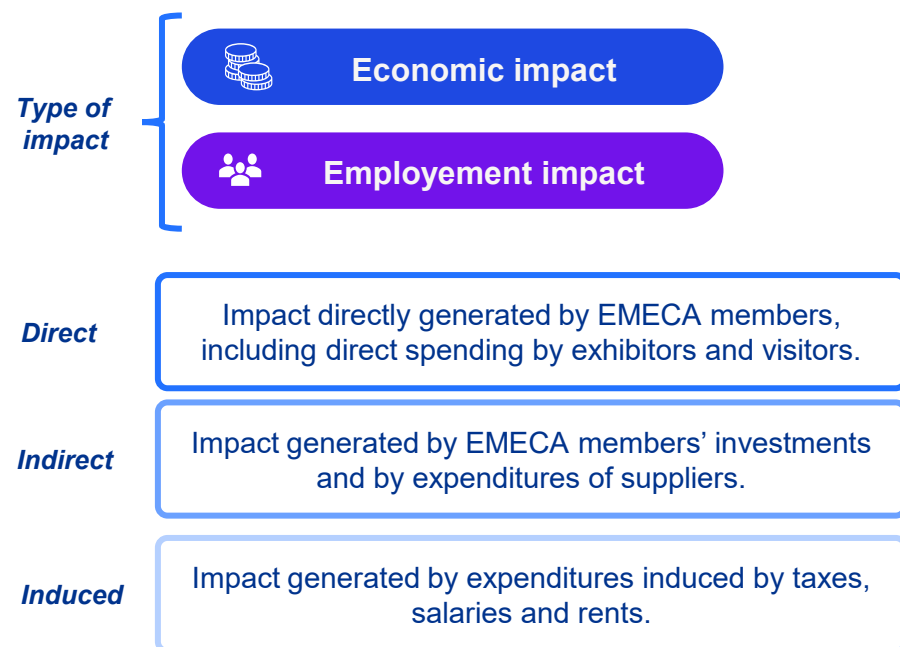 Type of
impact
Economic impact
Employement impact
Direct
Impact directly generated by EMECA members,
including direct spending by exhibitors and visitors.
Indirect
Impact generated by EMECA members’ investments
and by expenditures of suppliers.
Induced
Impact generated by expenditures induced by taxes,
salaries and rents.